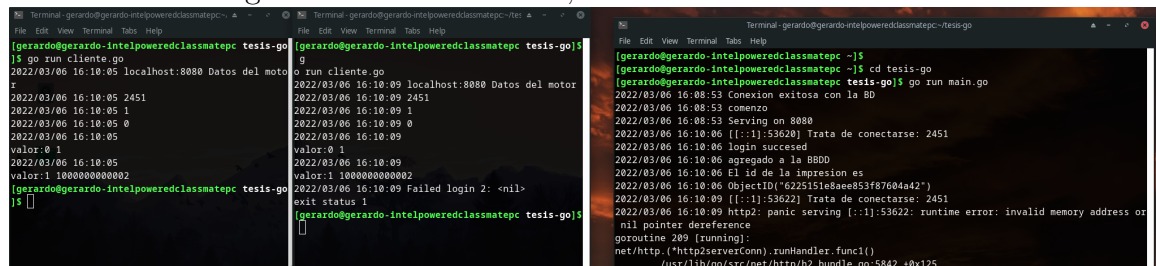 Terminal - gerardo@gerardo-intelpoweredclassmatepc:~
File Edit View Terminal Tabs Help
[gerardo@gerardo-intelpoweredclassmatepc tesis-go
]$ go run cliente.go
2022/03/06 16:10:05 localhost:8080 Datos del moto
r
2022/03/06 16:10:05 2451
2022/03/06 16:10:05 1
2022/03/06 16:10:05 0
2022/03/06 16:10:05
valor:0 1
2022/03/06 16:10:05
valor:1 1000000000002
[gerardo@gerardo-intelpoweredclassmatepc tesis-go
]$
Terminal - gerardo@gerardo-intelpoweredclassmatepc:~/tes
File Edit View Terminal Tabs Help
[gerardo@gerardo-intelpoweredclassmatepc tesis-go]$
g
o run cliente.go
2022/03/06 16:10:09 localhost:8080 Datos del motor
2022/03/06 16:10:09 2451
2022/03/06 16:10:09 1
2022/03/06 16:10:09 0
2022/03/06 16:10:09
valor:0 1
2022/03/06 16:10:09
valor:1 1000000000002
2022/03/06 16:10:09 Failed login 2: <nil>
exit status 1
[gerardo@gerardo-intelpoweredclassmatepc tesis-go]$
Terminal - gerardo@gerardo-intelpoweredclassmatepc:~/tesis-go
File Edit View Terminal Tabs Help
[gerardo@gerardo-intelpoweredclassmatepc ~]$
[gerardo@gerardo-intelpoweredclassmatepc ~]$ cd tesis-go
[gerardo@gerardo-intelpoweredclassmatepc tesis-go]$ go run main.go
2022/03/06 16:08:53 Conexion exitosa con la BD
2022/03/06 16:08:53 comenzo
2022/03/06 16:08:53 Serving on 8080
2022/03/06 16:10:06 [[::1]:53620] Trata de conectarse: 2451
2022/03/06 16:10:06 login succesed
2022/03/06 16:10:06 agregado a la BBDD
2022/03/06 16:10:06 El id de la impresion es
2022/03/06 16:10:06 ObjectID("6225151e8aee853f87604a42")
2022/03/06 16:10:09 [[::1]:53622] Trata de conectarse: 2451
2022/03/06 16:10:09 http2: panic serving [::1]:53622: runtime error: invalid memory address or
nil pointer dereference
goroutine 209 [running]:
net/http.(*http2serverConn).runHandler.func1()
/usr/lib/go/src/net/http/h2_bundle.go:5842 +0x125